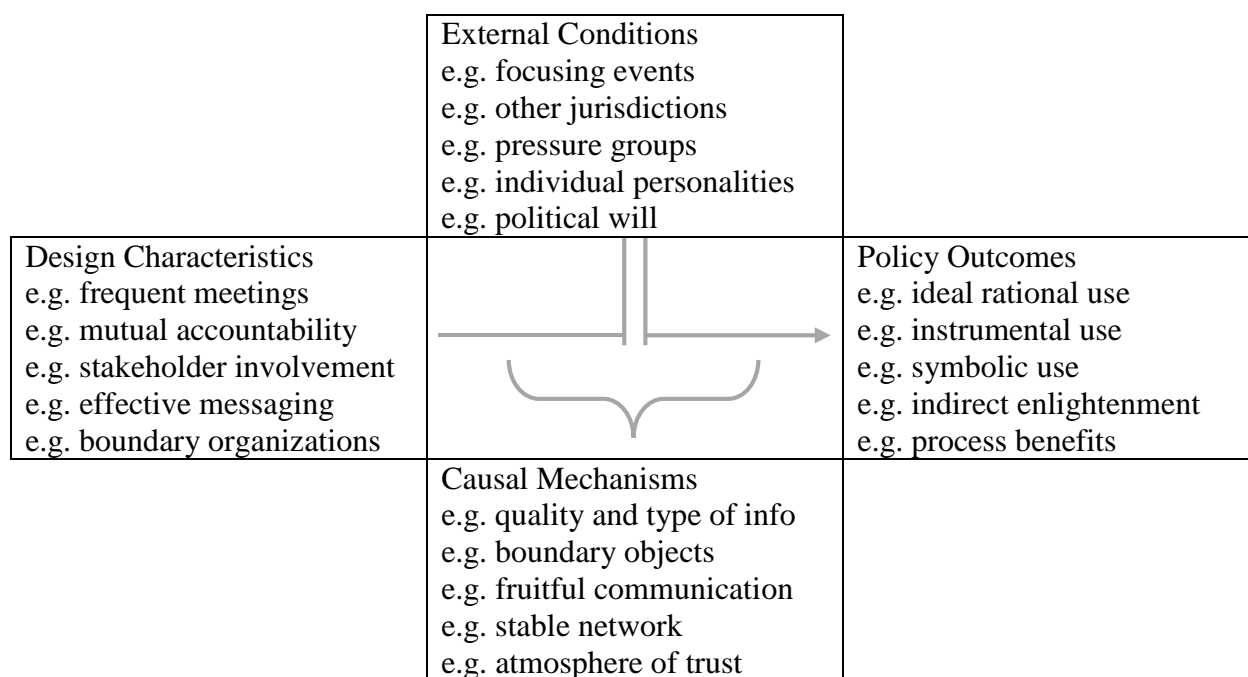 External Conditions
e.g. focusing events
e.g. other jurisdictions
e.g. pressure groups
e.g. individual personalities
e.g. political will
Design Characteristics
e.g. frequent meetings
e.g. mutual accountability
e.g. stakeholder involvement
e.g. effective messaging
e.g. boundary organizations
Policy Outcomes
e.g. ideal rational use
e.g. instrumental use
e.g. symbolic use
e.g. indirect enlightenment
e.g. process benefits
Causal Mechanisms
e.g. quality and type of info
e.g. boundary objects
e.g. fruitful communication
e.g. stable network
e.g. atmosphere of trust